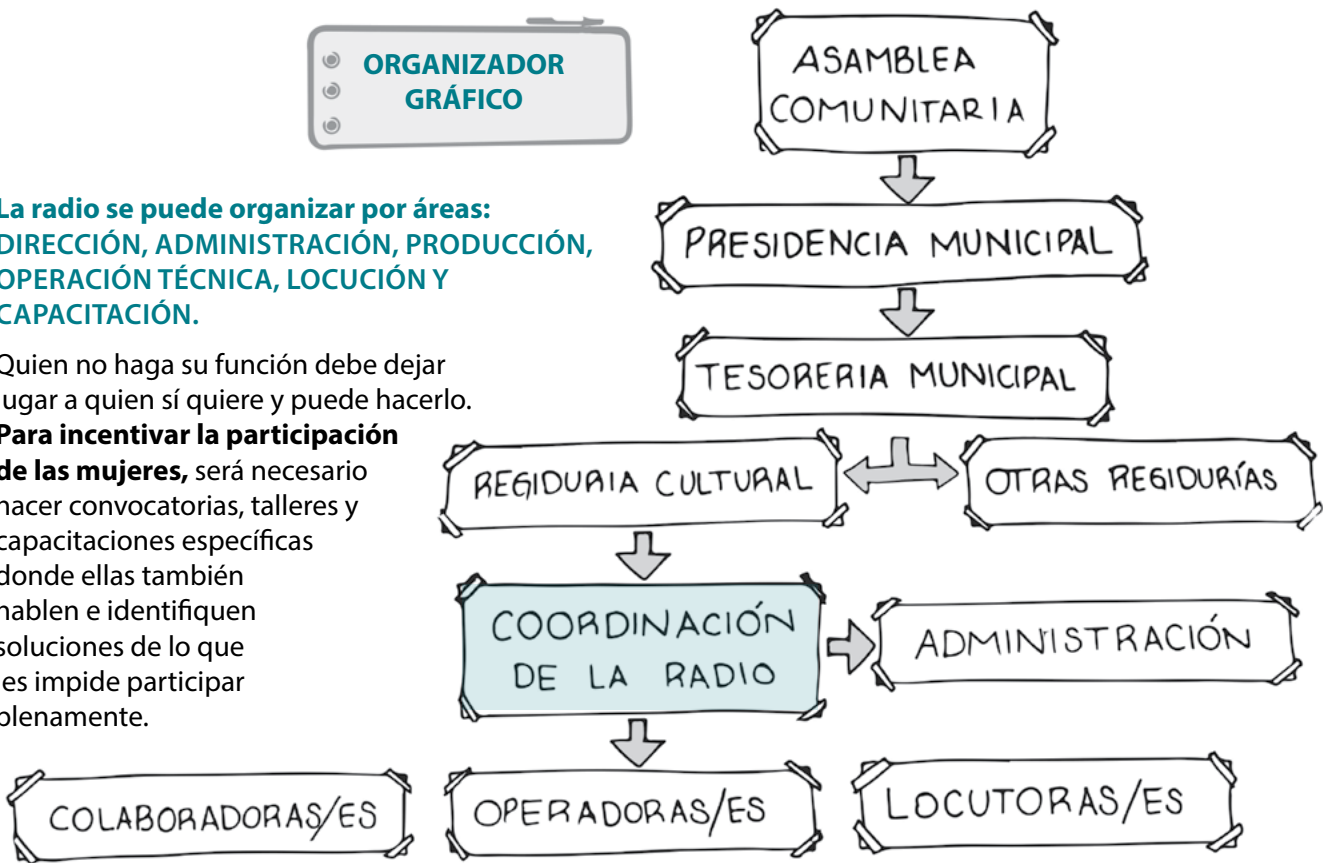 ORGANIZADOR
GRÁFICO
La radio se puede organizar por áreas:
DIRECCIÓN, ADMINISTRACIÓN, PRODUCCIÓN,
OPERACIÓN TÉCNICA, LOCUCIÓN Y
CAPACITACIÓN.
Quien no haga su función debe dejar
lugar a quien sí quiere y puede hacerlo.
Para incentivar la participación
de las mujeres, será necesario
hacer convocatorias, talleres y
capacitaciones específicas
donde ellas también
hablen e identifiquen
soluciones de lo que
les impide participar
plenamente.
ASAMBLEA
COMUNITARIA
PRESIDENCIA MUNICIPAL
TESORERIA MUNICIPAL
REGIDURIA CULTURAL
OTRAS REGIDURÍAS
COORDINACIÓN
DE LA RADIO
ADMINISTRACIÓN
COLABORADORAS/ES
OPERADORAS/ES
LOCUTORAS/ES